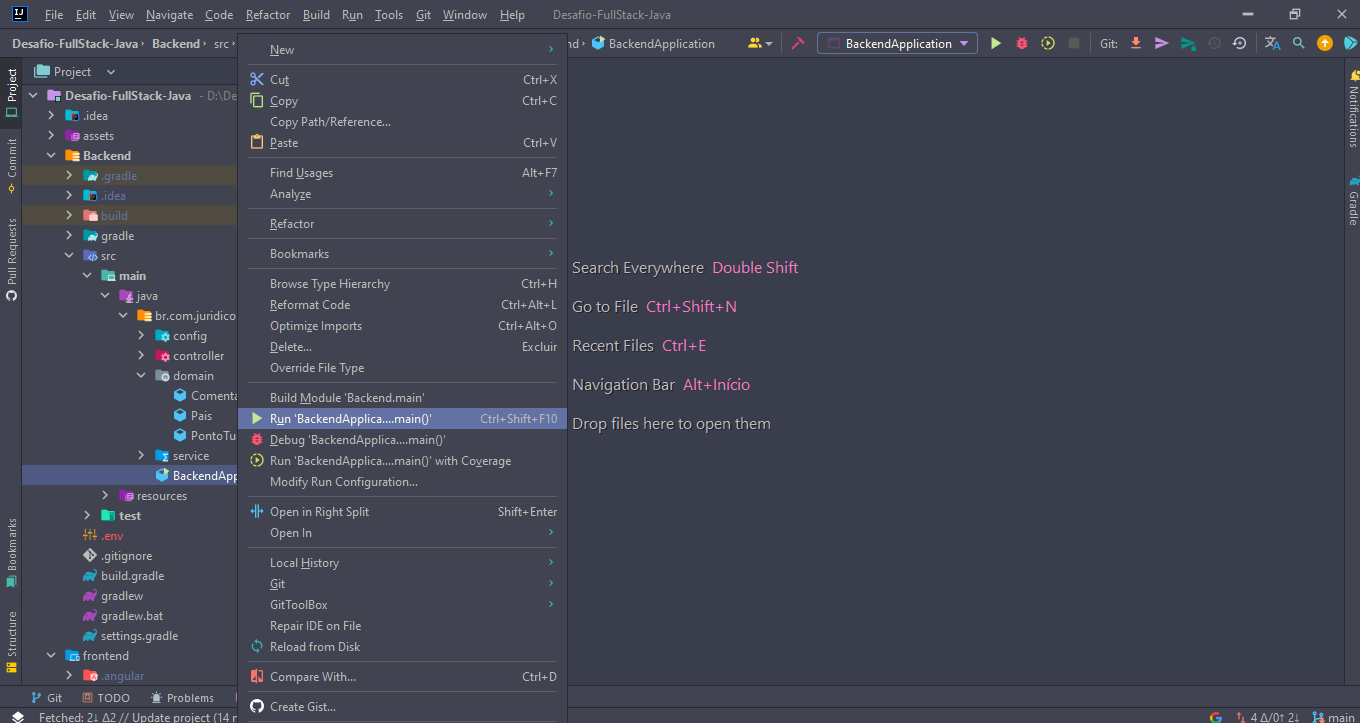 File Edit View Navigate Code Refactor Build Run Tools Git Window Help Desafio-FullStack-Java
Desafio-FullStack-Java Backend src
BackendApplication BackendApplication Git:
Project
Desafio-FullStack-Java - D:\De
.idea
assets
Backend
.gradle
.idea
build
gradle
src
main
java
br.com.juridico
config
controller
domain
Comenta
Pais
PontoTu
service
BackendApp
resources
test
.env
.gitignore
build.gradle
gradlew
gradlew.bat
settings.gradle
frontend
.angular
Project
Commit
Pull Requests
Bookmarks
Structure
New
Cut Ctrl+X
Copy Ctrl+C
Copy Path/Reference...
Paste Ctrl+V
Find Usages Alt+F7
Analyze
Refactor
Bookmarks
Browse Type Hierarchy Ctrl+H
Reformat Code Ctrl+Alt+L
Optimize Imports Ctrl+Alt+O
Delete... Excluir
Override File Type
Build Module 'Backend.main'
Run 'BackendApplica....main()' Ctrl+Shift+F10
Debug 'BackendApplica....main()'
Run 'BackendApplica....main()' with Coverage
Modify Run Configuration...
Open in Right Split Shift+Enter
Open In
Local History
Git
GitToolBox
Repair IDE on File
Reload from Disk
Compare With... Ctrl+D
Create Gist...
Search Everywhere Double Shift
Go to File Ctrl+Shift+N
Recent Files Ctrl+E
Navigation Bar Alt+Início
Drop files here to open them
Notifications
Gradle
Git TODO Problems
Fetched: 2↓ Δ2 // Update project (14 m
4 Δ/0↑ 2↓ main